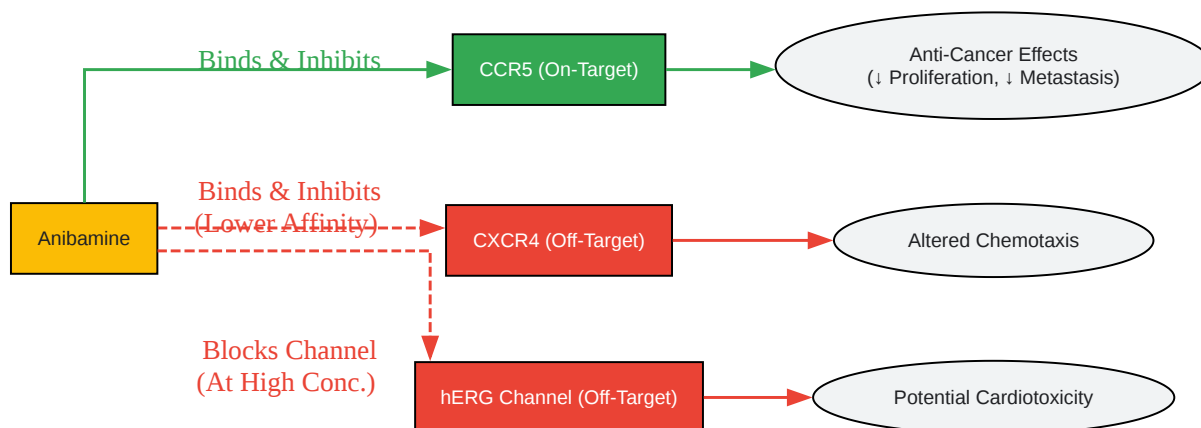 Binds & Inhibits
CCR5 (On-Target)
Anti-Cancer Effects
(↓ Proliferation, ↓ Metastasis)
Anibamine
Binds & Inhibits
(Lower Affinity)
CXCR4 (Off-Target)
Altered Chemotaxis
Blocks Channel
(At High Conc.)
hERG Channel (Off-Target)
Potential Cardiotoxicity